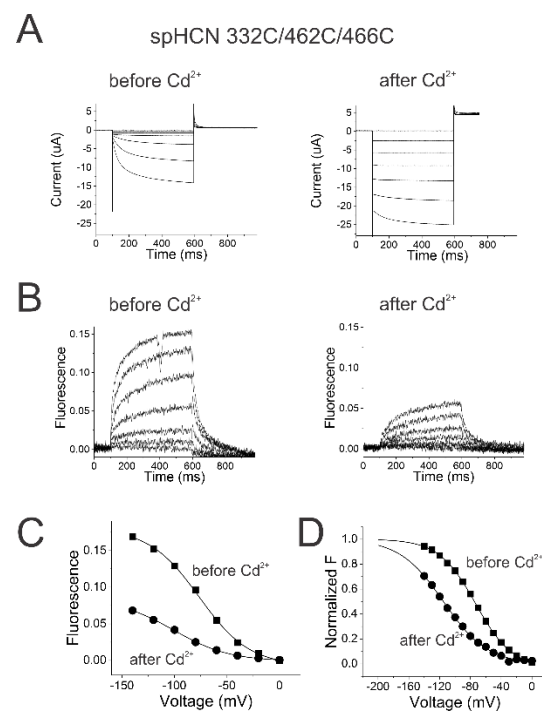 A
spHCN 332C/462C/466C
before Cd²⁺
after Cd²⁺
Current (uA)
5
0
-5
-10
-15
-20
-25
0 200 400 600 800
Time (ms)
Current (uA)
5
0
-5
-10
-15
-20
-25
0 200 400 600 800
Time (ms)
B
before Cd²⁺
after Cd²⁺
Fluorescence
0.15
0.10
0.05
0.00
0 200 400 600 800
Time (ms)
Fluorescence
0.15
0.10
0.05
0.00
0 200 400 600 800
Time (ms)
C
Fluorescence
0.15
0.10
0.05
0.00
before Cd²⁺
after Cd²⁺
-150 -100 -50 0
Voltage (mV)
D
Normalized F
1.0
0.8
0.6
0.4
0.2
0.0
before Cd²⁺
after Cd²⁺
-200 -160 -120 -80 -40 0
Voltage (mV)